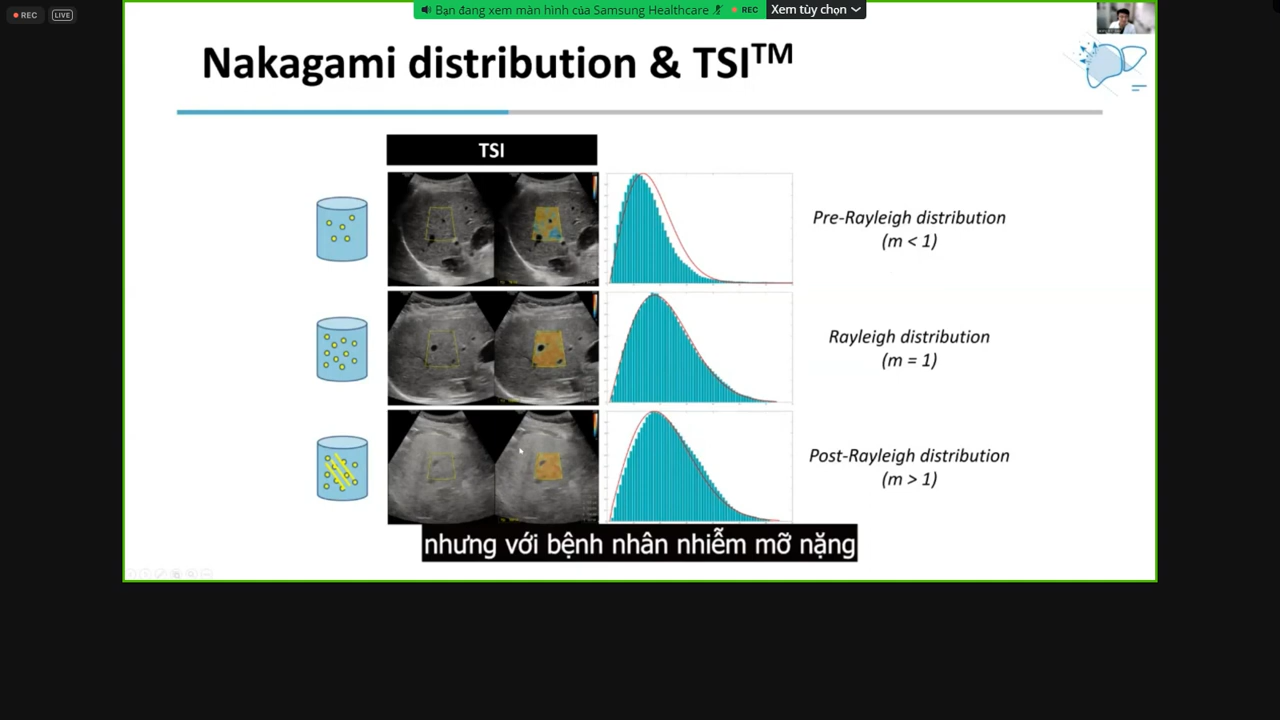 REC
LIVE
Bạn đang xem màn hình của Samsung Healthcare
REC
Xem tùy chọn
Nakagami distribution & TSI™
TSI
Pre-Rayleigh distribution
(m < 1)
Rayleigh distribution
(m = 1)
Post-Rayleigh distribution
(m > 1)
nhưng với bệnh nhân nhiễm mỡ nặng